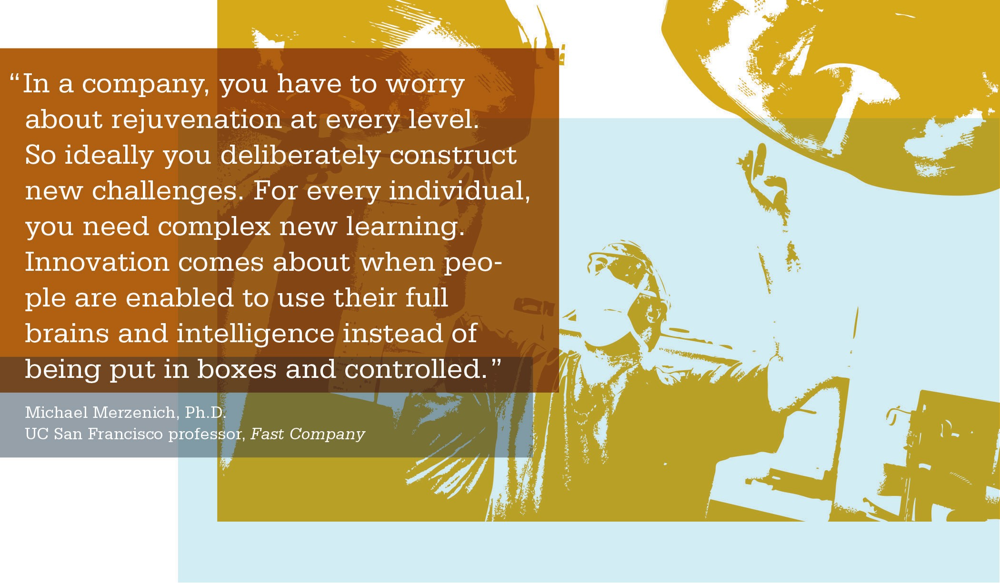 “In a company, you have to worry
about rejuvenation at every level.
So ideally you deliberately construct
new challenges. For every individual,
you need complex new learning.
Innovation comes about when peo-
ple are enabled to use their full
brains and intelligence instead of
being put in boxes and controlled.”
Michael Merzenich, Ph.D.
UC San Francisco professor, Fast Company